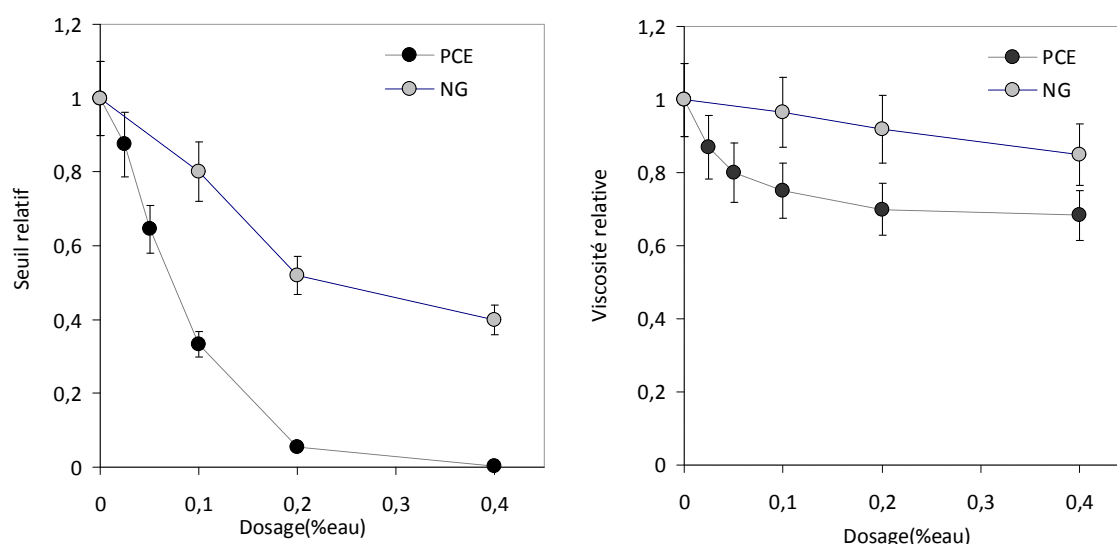 1,2
1
0,8
0,6
0,4
0,2
0
Seuil relatif
PCE
NG
0 0,1 0,2 0,3 0,4
Dosage(%eau)
1,2
1
0,8
0,6
0,4
0,2
0
Viscosité relative
PCE
NG
0 0,1 0,2 0,3 0,4
Dosage(%eau)